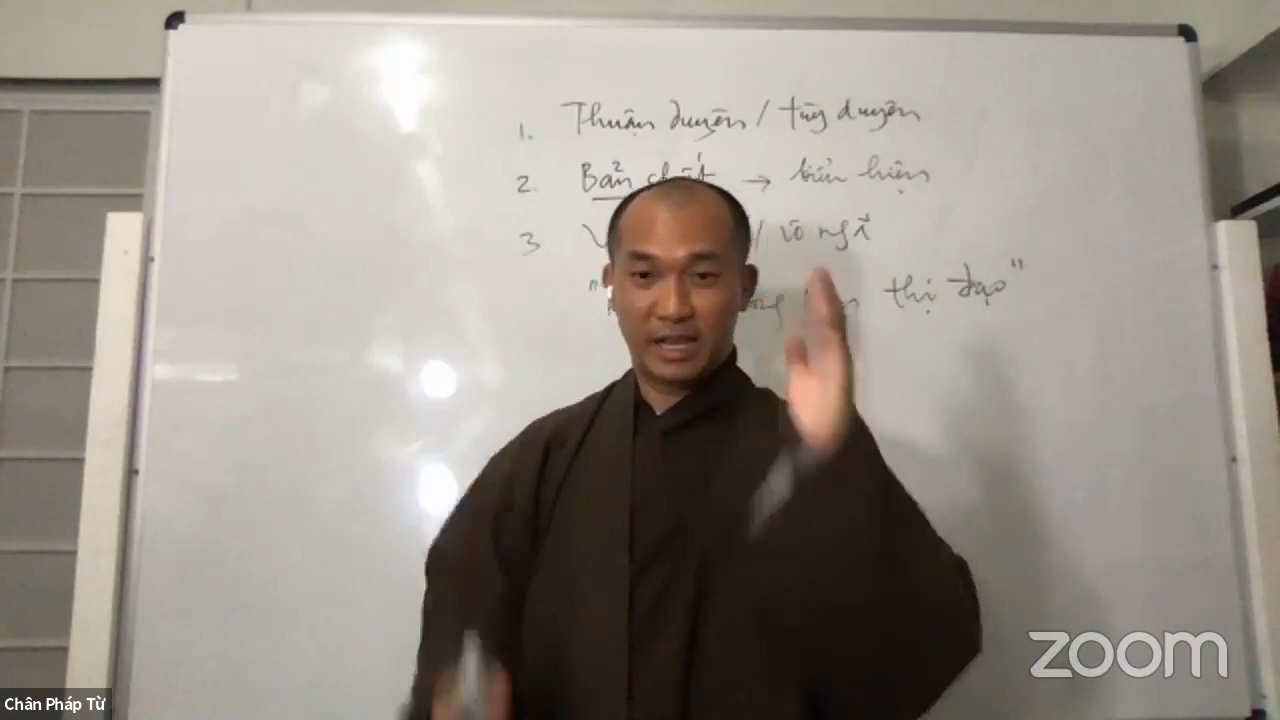 1. Thuận duyên / tùy duyên
2. Bản chất → biểu hiện
3 / vô ngã
thị đạo"
zoom
Chân Pháp Từ